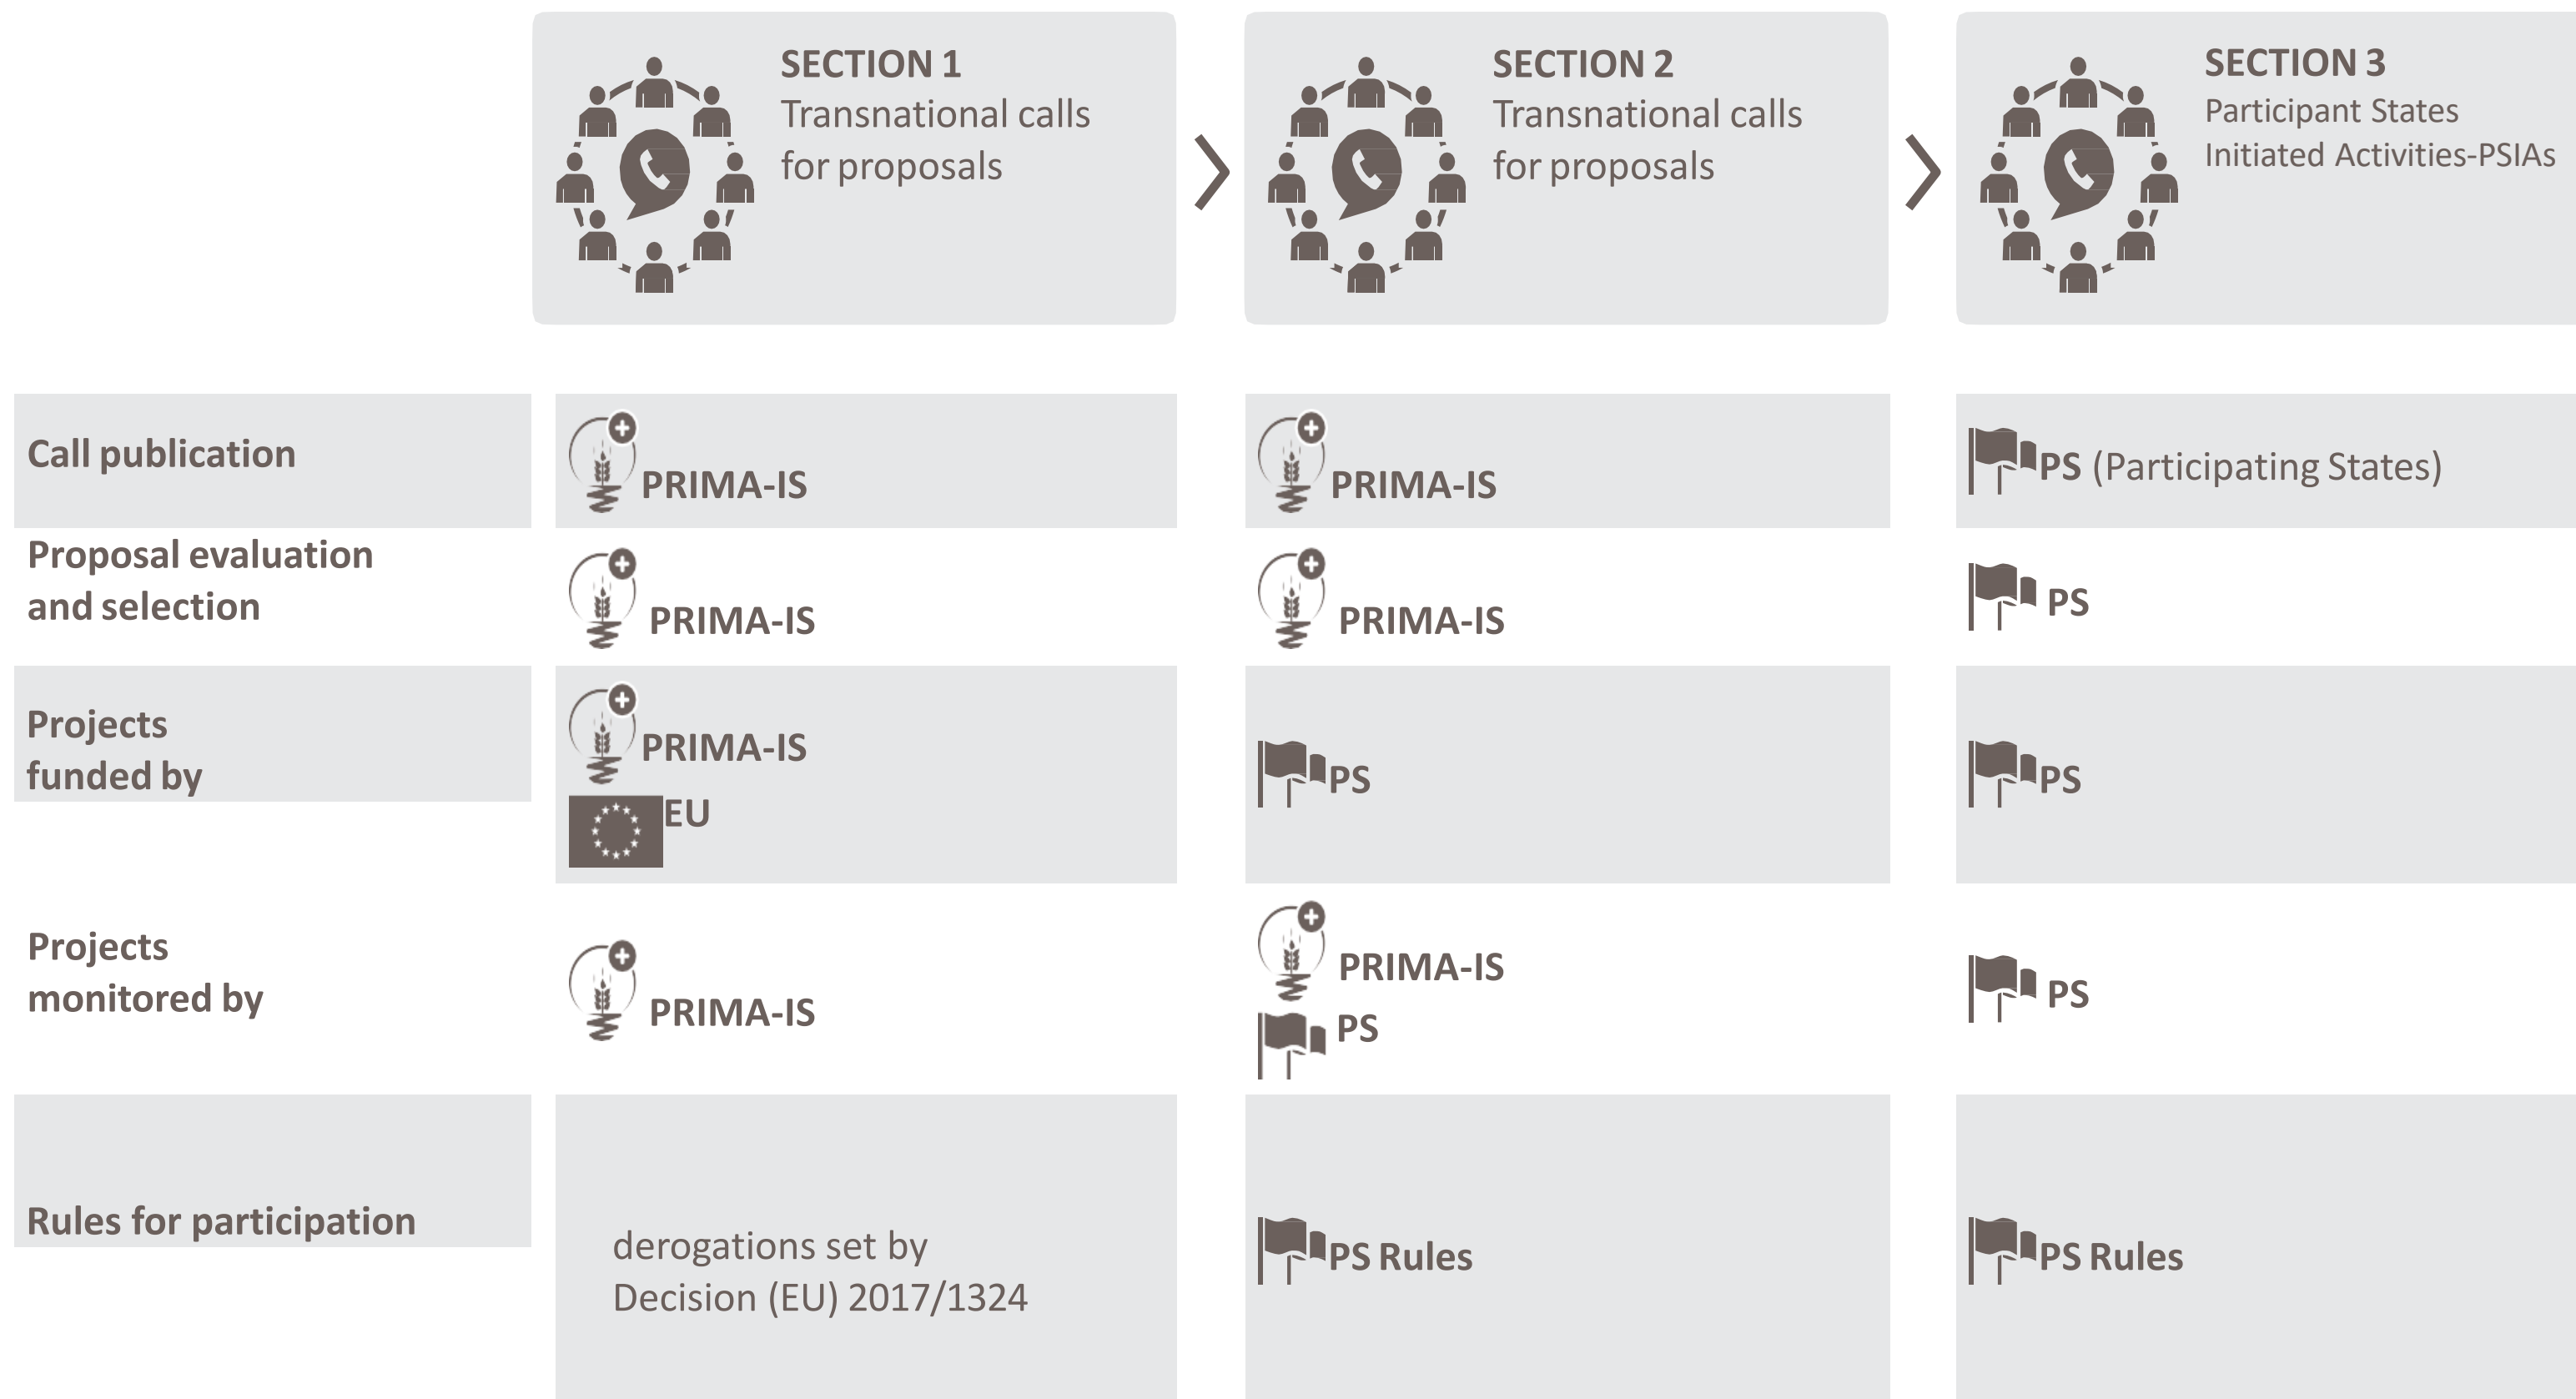 SECTION 1
Transnational calls
for proposals
SECTION 2
Transnational calls
for proposals
SECTION 3
Participant States
Initiated Activities-PSIAs
Call publication
PRIMA-IS
PRIMA-IS
PS (Participating States)
Proposal evaluation
and selection
PRIMA-IS
PRIMA-IS
PS
Projects
funded by
PRIMA-IS
EU
PS
PS
Projects
monitored by
PRIMA-IS
PRIMA-IS
PS
PS
Rules for participation
derogations set by
Decision (EU) 2017/1324
PS Rules
PS Rules